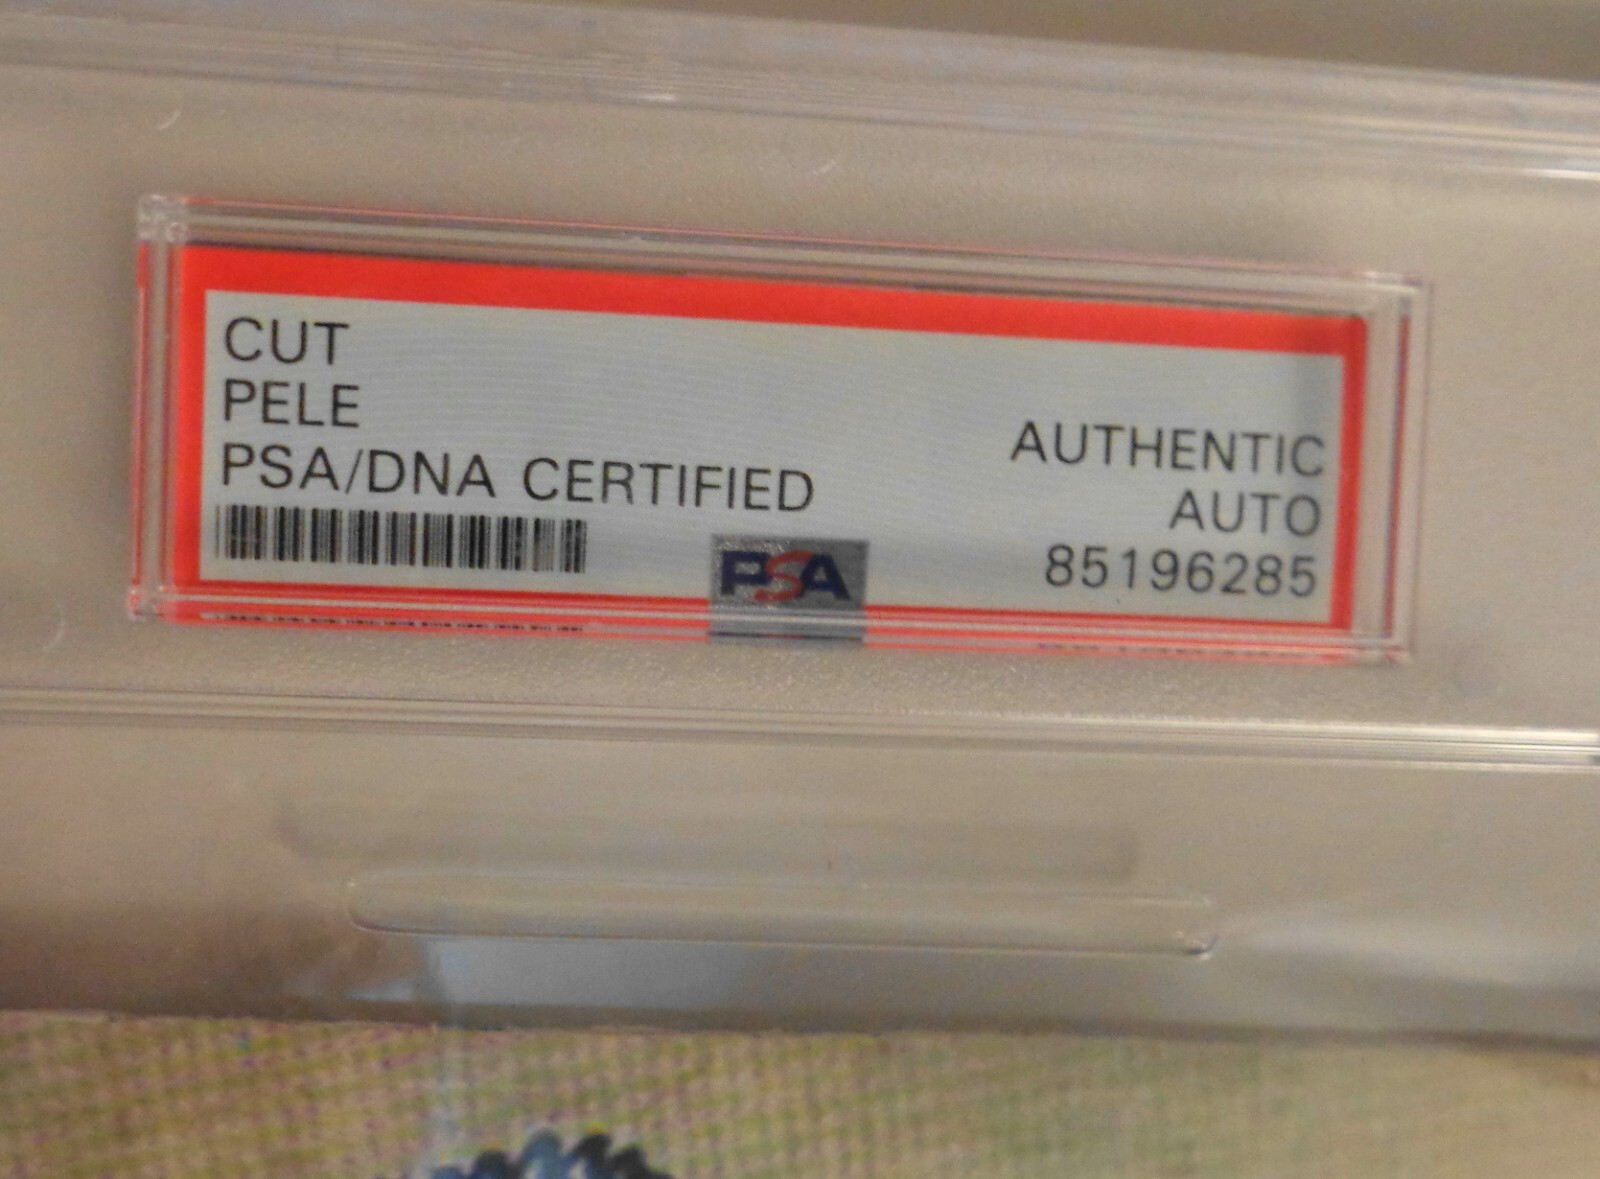 CUT
PELE
PSA/DNA CERTIFIED
AUTHENTIC
AUTO
85196285
PSA